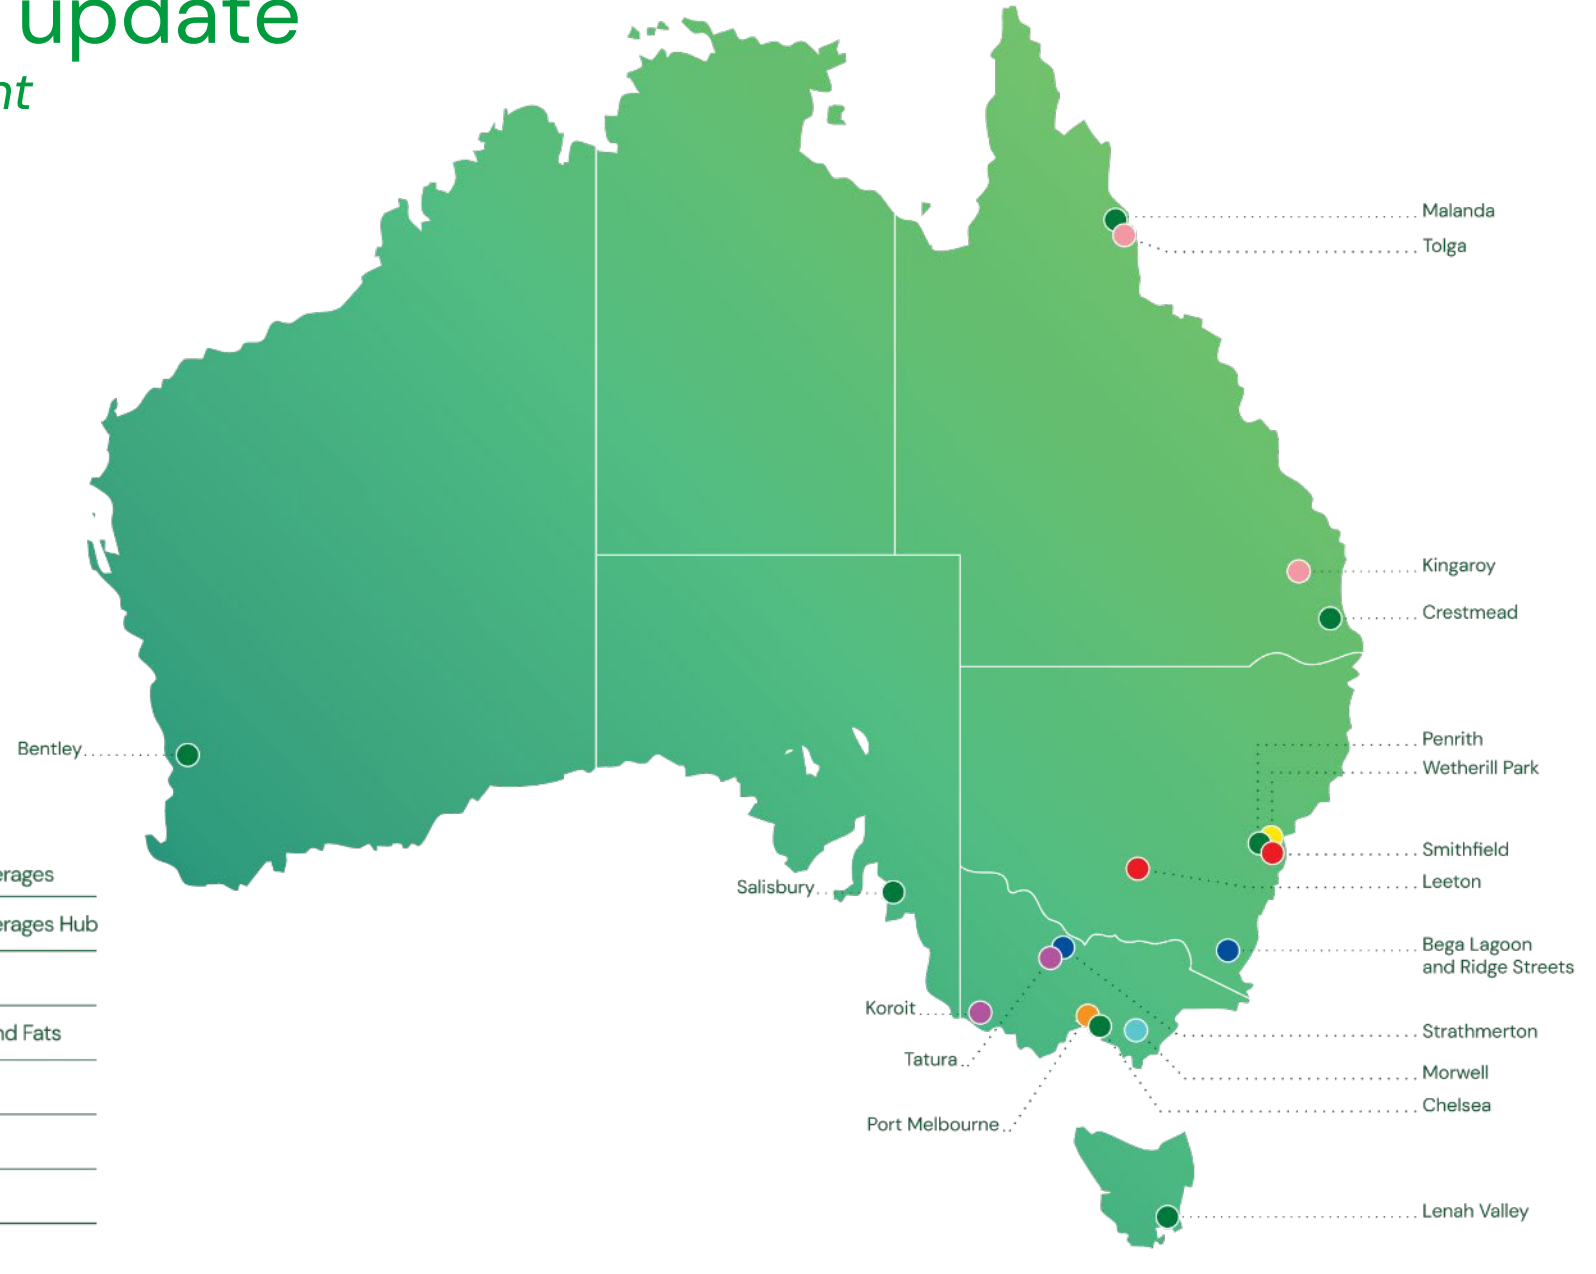 update
nt
Malanda
Tolga
Kingaroy
Crestmead
Penrith
Wetherill Park
Smithfield
Leeton
Bega Lagoon
and Ridge Streets
Strathmerton
Morwell
Chelsea
Lenah Valley
Bentley
Salisbury
Koroit
Tatura
Port Melbourne
erages
erages Hub
nd Fats